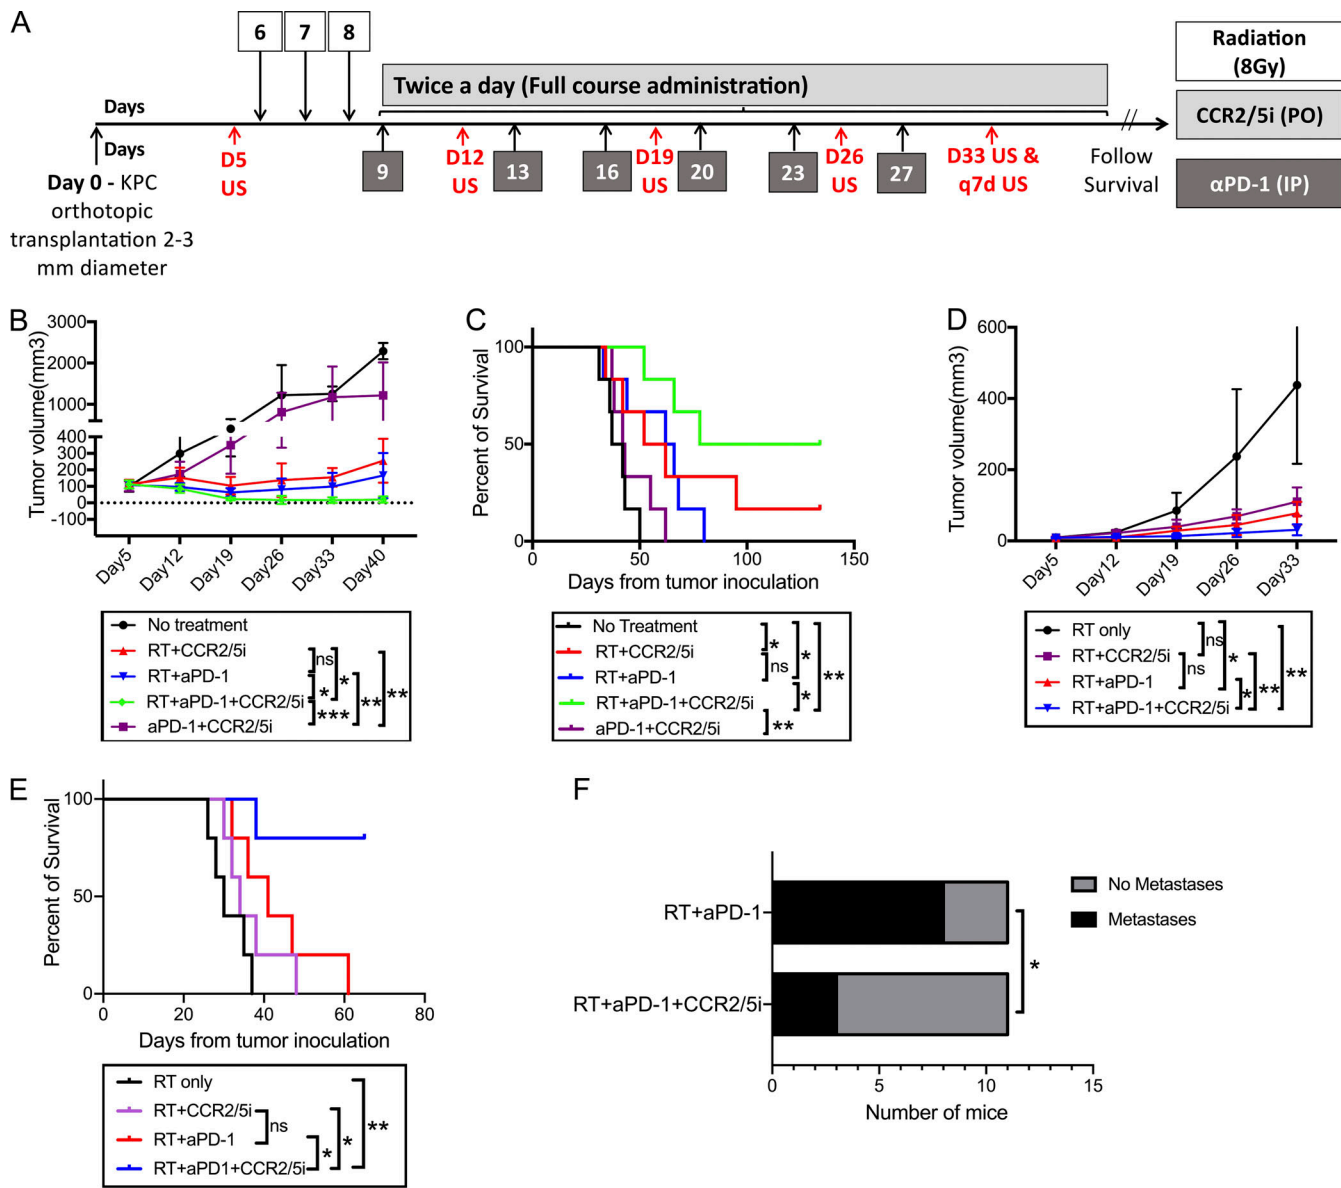 A
6 7 8
Radiation
(8Gy)
Twice a day (Full course administration)
CCR2/5i (PO)
Days
Days
Day 0 - KPC
orthotopic
transplantation 2-3
mm diameter
D5
US
9
D12
US
13
16
D19
US
20
23
D26
US
27
D33 US &
q7d US
Follow
Survival
αPD-1 (IP)
B
Tumor volume(mm3)
3000
2000
1000
400
300
200
100
0
-100
Day5 Day12 Day19 Day26 Day33 Day40
No treatment
RT+CCR2/5i
RT+aPD-1
RT+aPD-1+CCR2/5i
aPD-1+CCR2/5i
ns
*
*
***
**
**
C
Percent of Survival
100
50
0
0 50 100 150
Days from tumor inoculation
No Treatment
RT+CCR2/5i
RT+aPD-1
RT+aPD-1+CCR2/5i
aPD-1+CCR2/5i
*
ns
**
*
*
**
D
Tumor volume(mm3)
600
400
200
0
Day5 Day12 Day19 Day26 Day33
RT only
RT+CCR2/5i
RT+aPD-1
RT+aPD-1+CCR2/5i
ns
ns
*
*
**
**
E
Percent of Survival
100
50
0
0 20 40 60 80
Days from tumor inoculation
RT only
RT+CCR2/5i
RT+aPD-1
RT+aPD1+CCR2/5i
ns
*
*
**
F
RT+aPD-1
RT+aPD-1+CCR2/5i
*
0 5 10 15
Number of mice
No Metastases
Metastases